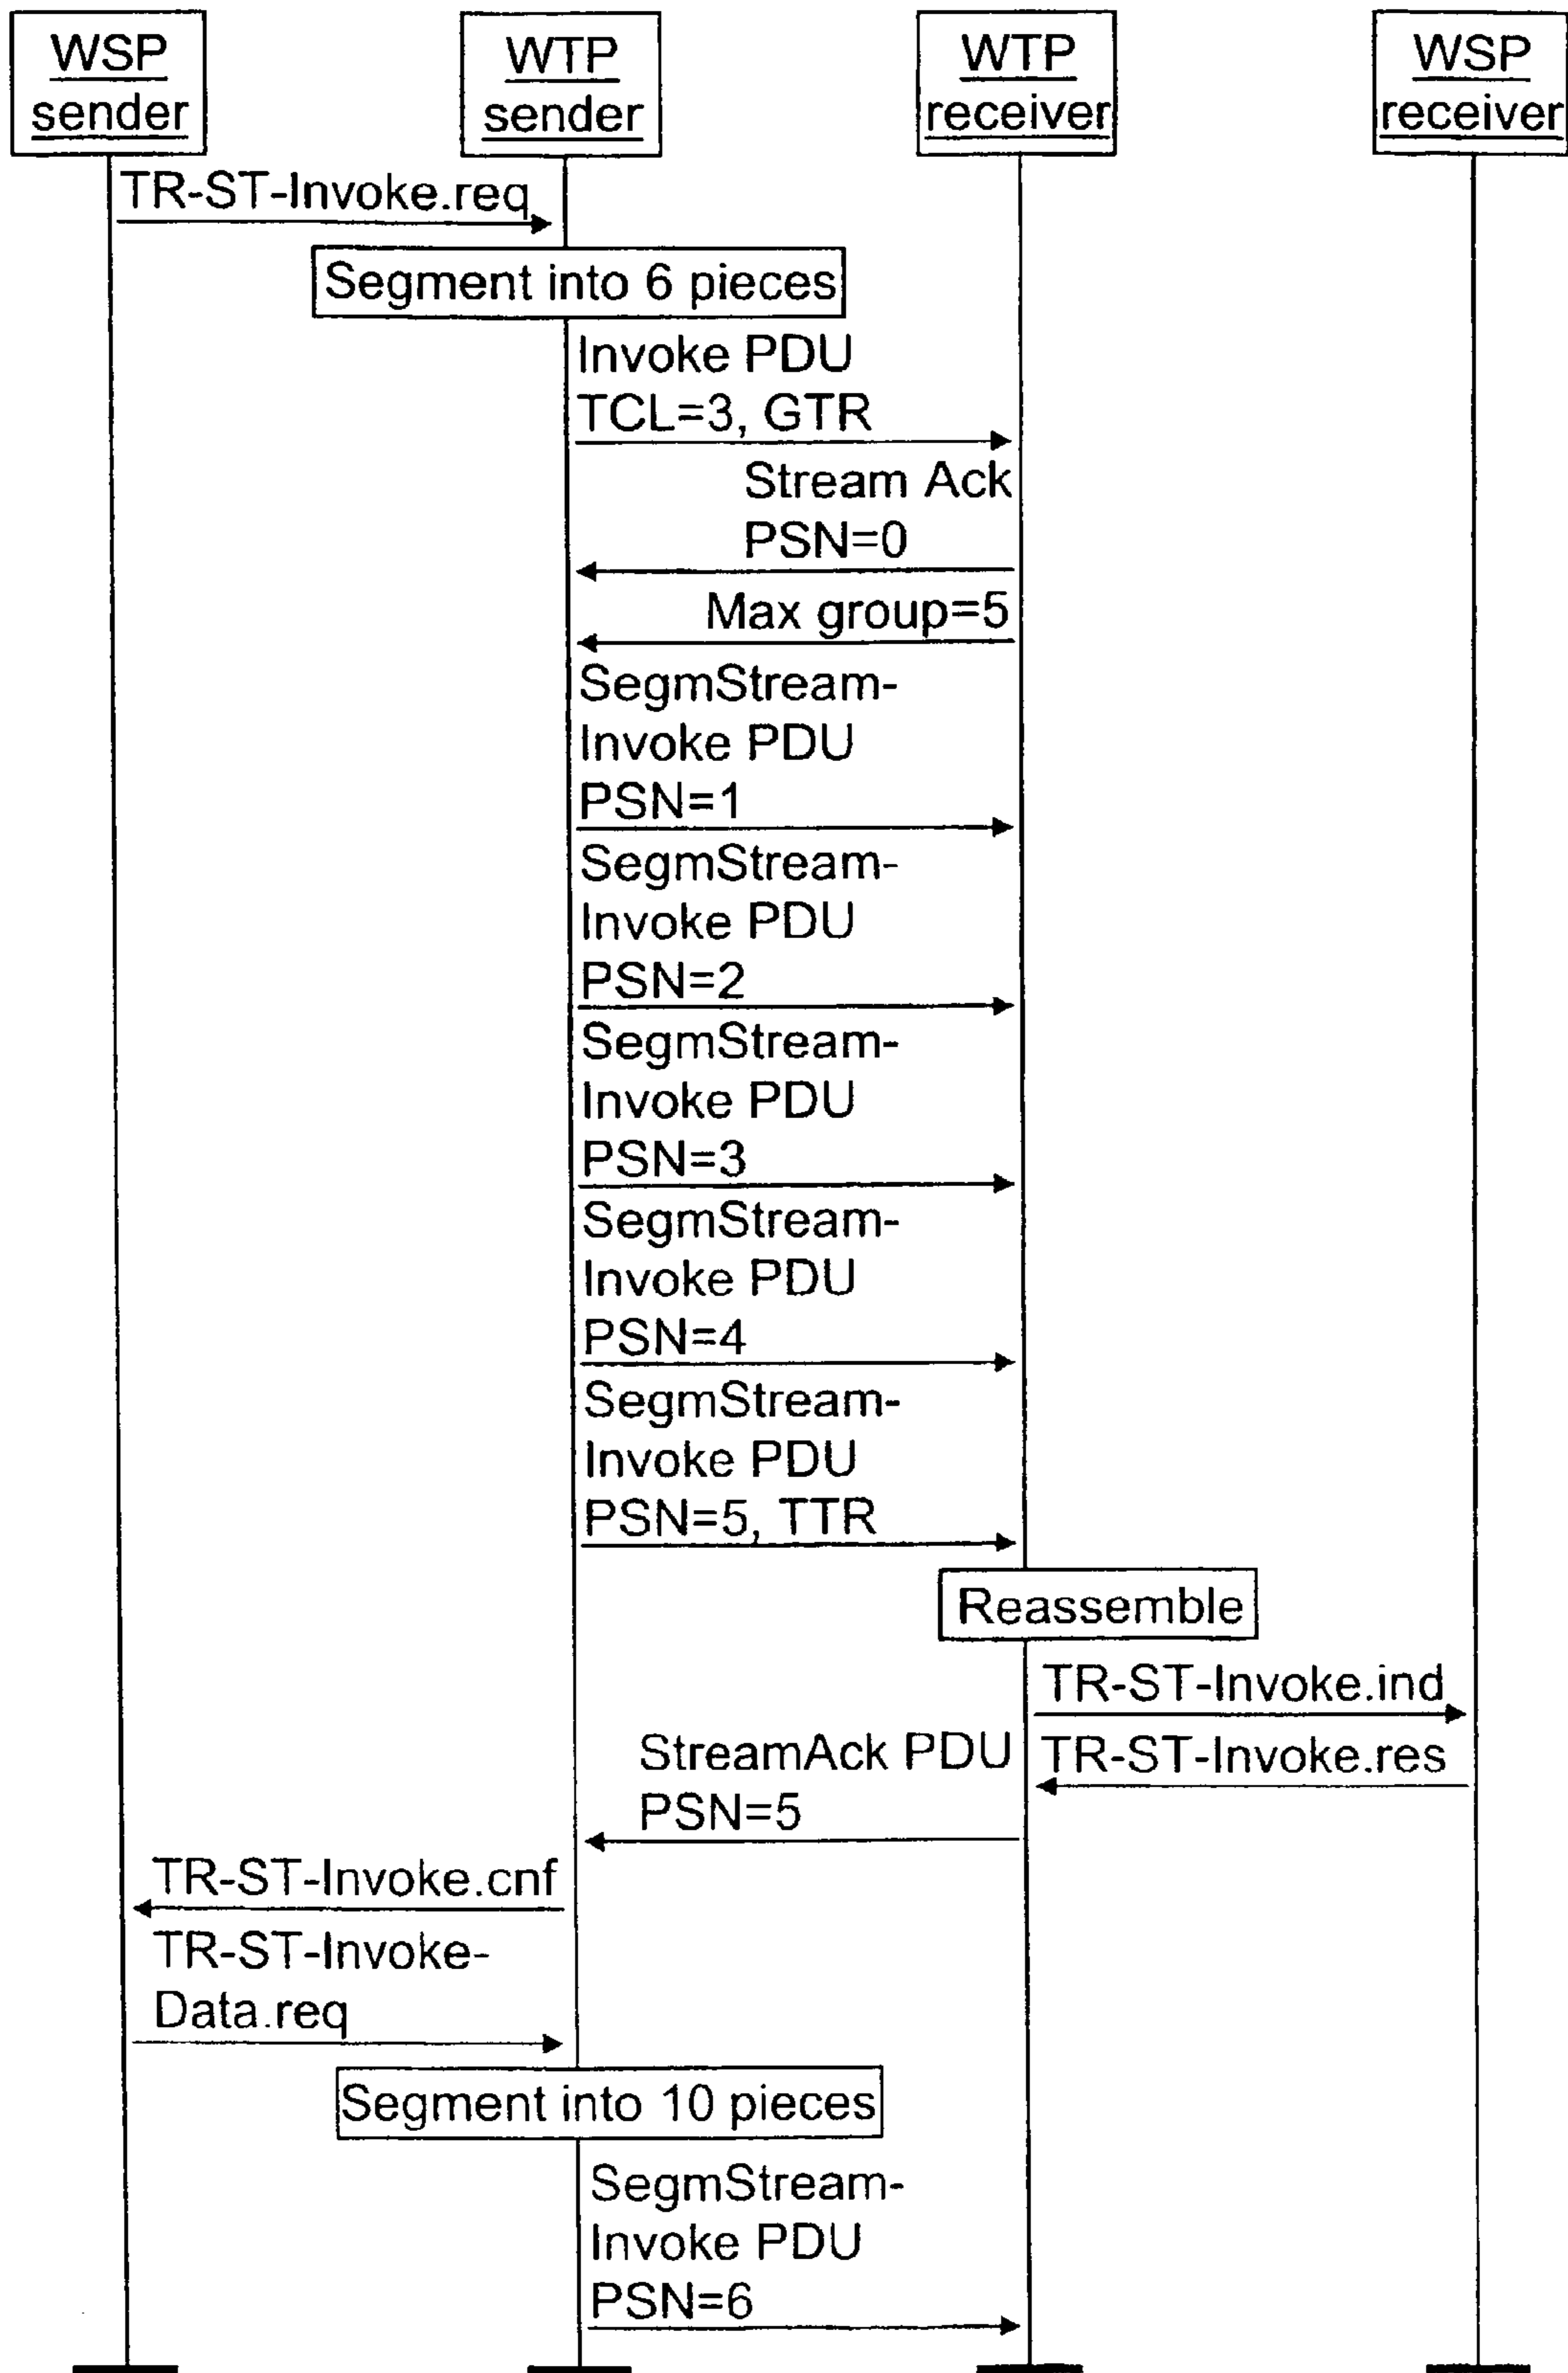 WSP
sender
WTP
sender
WTP
receiver
WSP
receiver
TR-ST-Invoke.req
Segment into 6 pieces
Invoke PDU
TCL=3, GTR
Stream Ack
PSN=0
Max group=5
SegmStream-
Invoke PDU
PSN=1
SegmStream-
Invoke PDU
PSN=2
SegmStream-
Invoke PDU
PSN=3
SegmStream-
Invoke PDU
PSN=4
SegmStream-
Invoke PDU
PSN=5, TTR
Reassemble
TR-ST-Invoke.ind
StreamAck PDU
PSN=5
TR-ST-Invoke.res
TR-ST-Invoke.cnf
TR-ST-Invoke-
Data.req
Segment into 10 pieces
SegmStream-
Invoke PDU
PSN=6